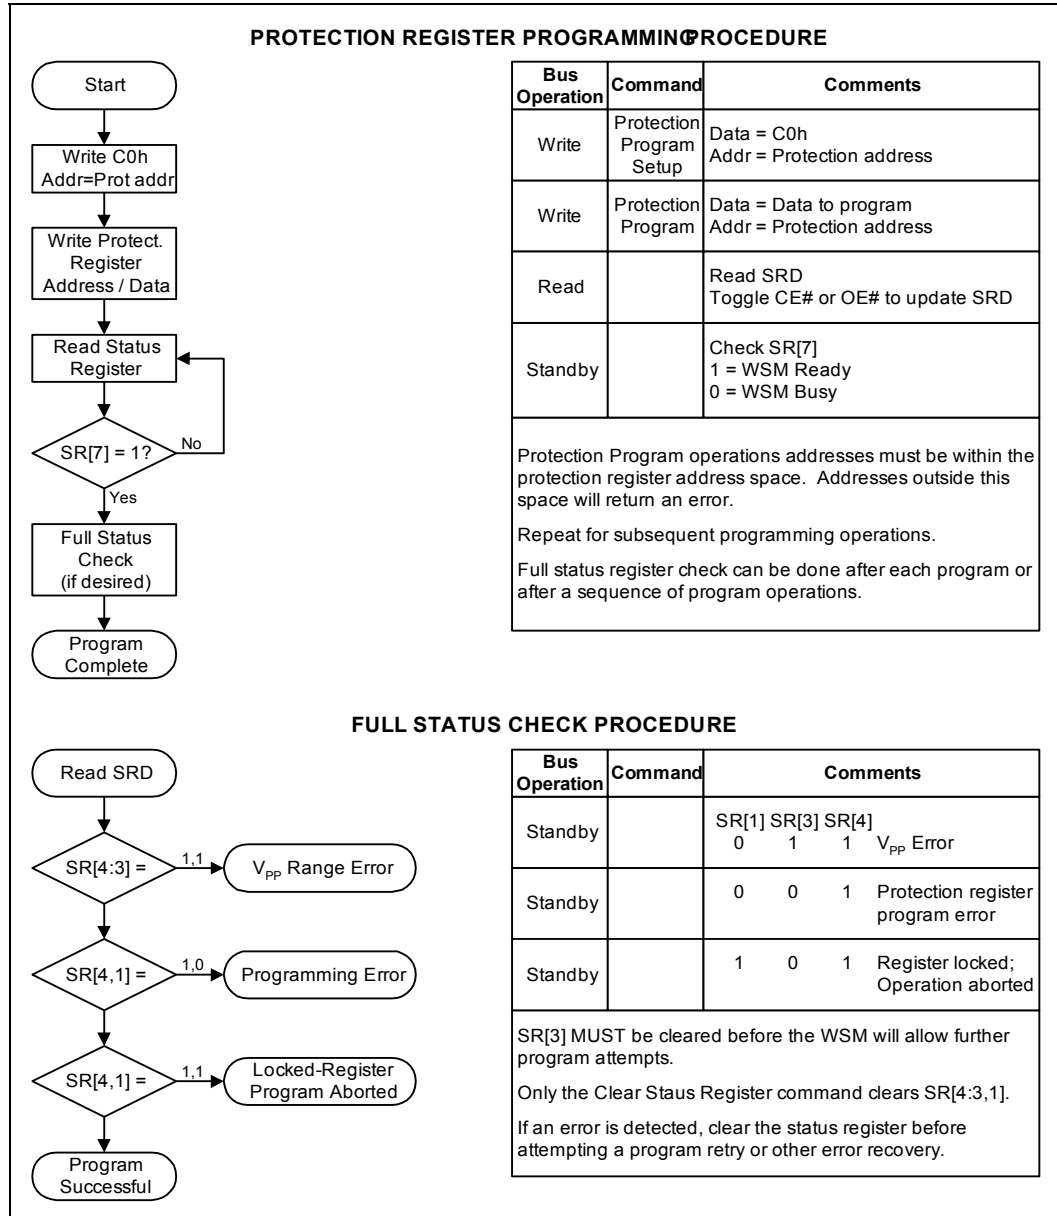 PROTECTION REGISTER PROGRAMMING PROCEDURE
Start
Write C0h
Addr=Prot addr
Write Protect.
Register
Address / Data
Read Status
Register
SR[7] = 1?
No
Yes
Full Status
Check
(if desired)
Program
Complete
Bus
Operation
Command
Comments
Write
Protection
Program
Setup
Data = C0h
Addr = Protection address
Write
Protection
Program
Data = Data to program
Addr = Protection address
Read
Read SRD
Toggle CE# or OE# to update SRD
Standby
Check SR[7]
1 = WSM Ready
0 = WSM Busy
Protection Program operations addresses must be within the
protection register address space. Addresses outside this
space will return an error.
Repeat for subsequent programming operations.
Full status register check can be done after each program or
after a sequence of program operations.
FULL STATUS CHECK PROCEDURE
Read SRD
SR[4:3] =
1,1
VPP Range Error
SR[4,1] =
1,0
Programming Error
SR[4,1] =
1,1
Locked-Register
Program Aborted
Program
Successful
Bus
Operation
Command
Comments
Standby
SR[1] SR[3] SR[4]
0 1 1 VPP Error
Standby
0 0 1 Protection register
program error
Standby
1 0 1 Register locked;
Operation aborted
SR[3] MUST be cleared before the WSM will allow further
program attempts.
Only the Clear Staus Register command clears SR[4:3,1].
If an error is detected, clear the status register before
attempting a program retry or other error recovery.